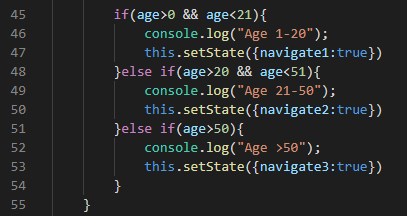 45 if(age>0 && age<21){
46 console.log("Age 1-20");
47 this.setState({navigate1:true})
48 }else if(age>20 && age<51){
49 console.log("Age 21-50");
50 this.setState({navigate2:true})
51 }else if(age>50){
52 console.log("Age >50");
53 this.setState({navigate3:true})
54 }
55 }